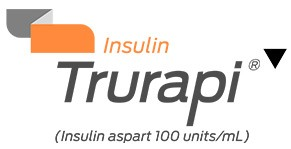 Insulin
Trurapi®▼
(Insulin aspart 100 units/mL)